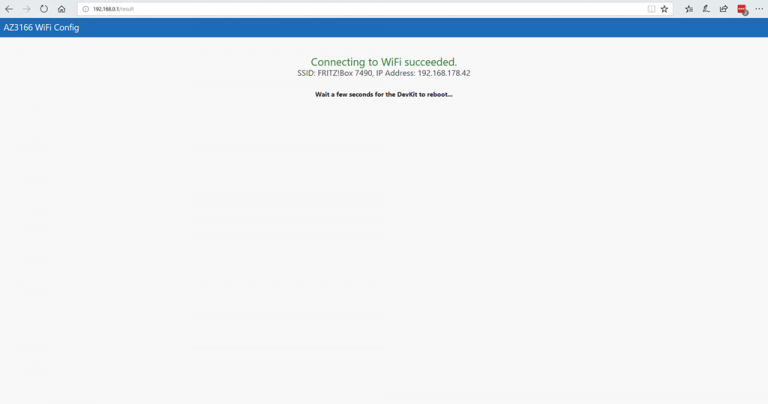 192.168.0.1/result
AZ3166 WiFi Config
Connecting to WiFi succeeded.
SSID: FRITZ!Box 7490, IP Address: 192.168.178.42
Wait a few seconds for the DevKit to reboot...